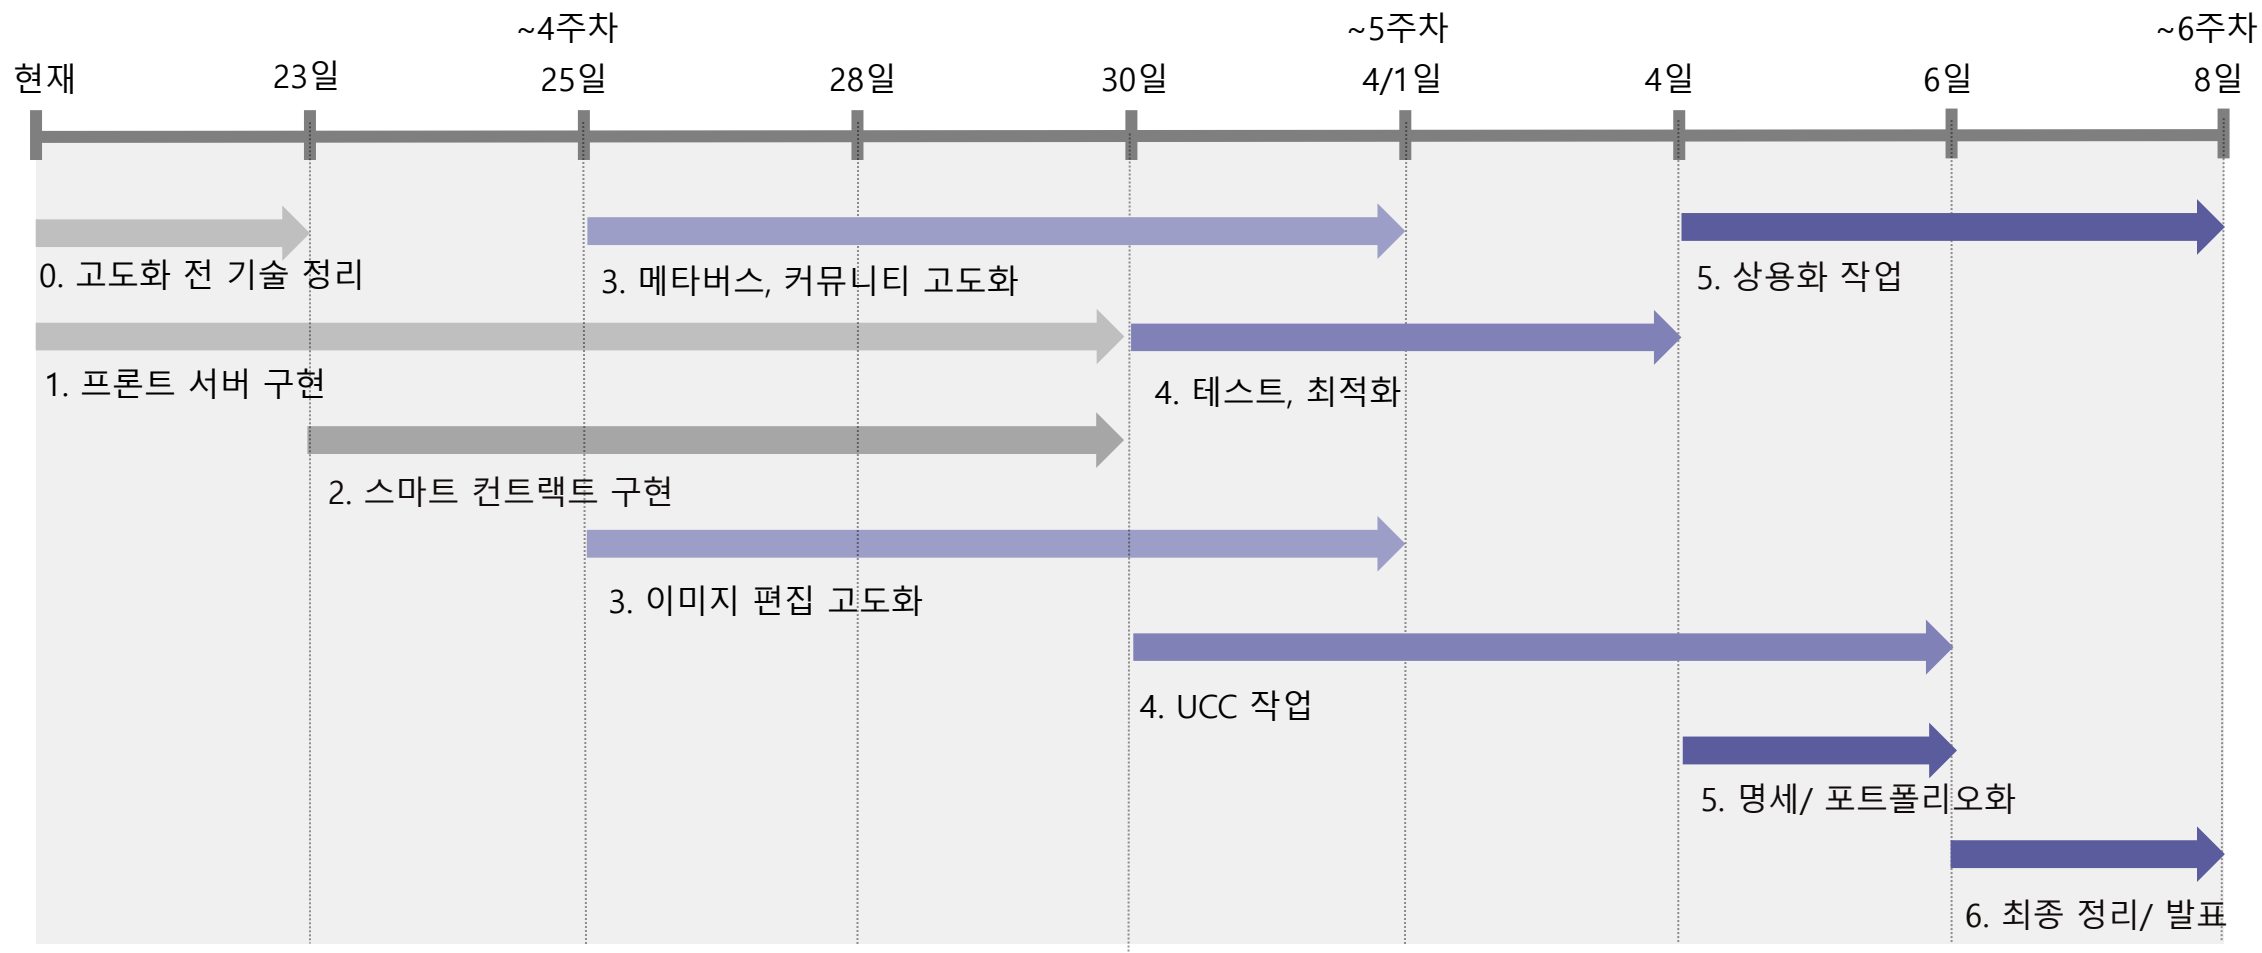 ~4주차
~5주차
~6주차
현재
23일
25일
28일
30일
4/1일
4일
6일
8일
0. 고도화 전 기술 정리
3. 메타버스, 커뮤니티 고도화
5. 상용화 작업
1. 프론트 서버 구현
4. 테스트, 최적화
2. 스마트 컨트랙트 구현
3. 이미지 편집 고도화
4. UCC 작업
5. 명세/ 포트폴리오화
6. 최종 정리/ 발표